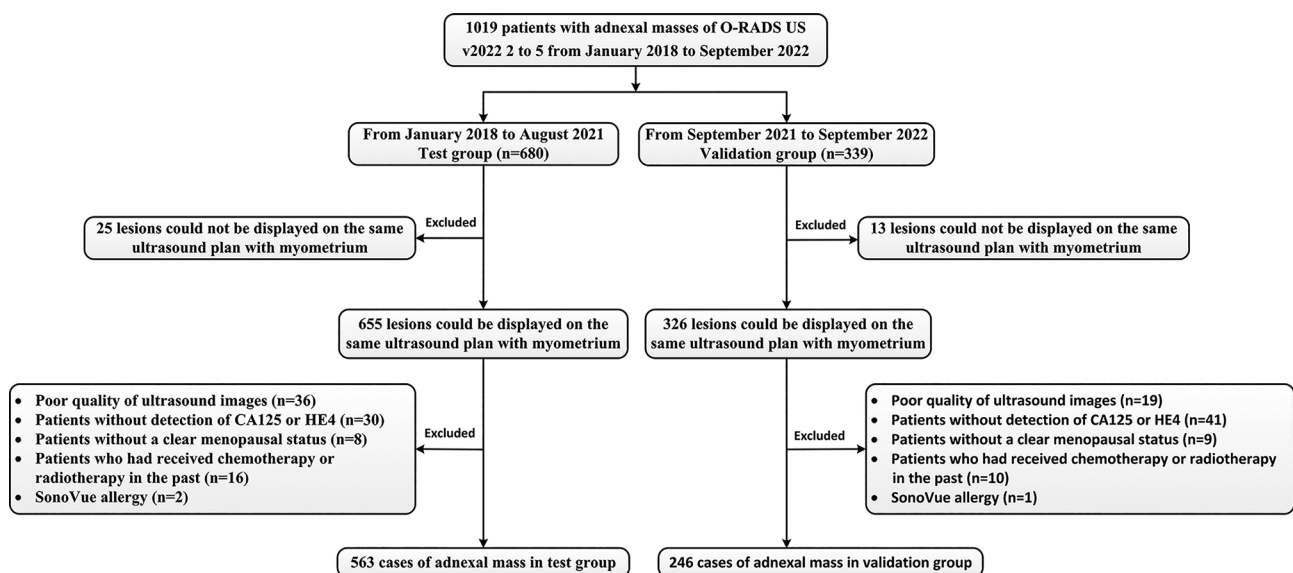 1019 patients with adnexal masses of O-RADS US
v2022 2 to 5 from January 2018 to September 2022
From January 2018 to August 2021
Test group (n=680)
From September 2021 to September 2022
Validation group (n=339)
Excluded
25 lesions could not be displayed on the same
ultrasound plan with myometrium
Excluded
13 lesions could not be displayed on the same
ultrasound plan with myometrium
655 lesions could be displayed on the
same ultrasound plan with myometrium
326 lesions could be displayed on the
same ultrasound plan with myometrium
• Poor quality of ultrasound images (n=36)
• Patients without detection of CA125 or HE4 (n=30)
• Patients without a clear menopausal status (n=8)
• Patients who had received chemotherapy or
radiotherapy in the past (n=16)
• SonoVue allergy (n=2)
Excluded
Excluded
• Poor quality of ultrasound images (n=19)
• Patients without detection of CA125 or HE4 (n=41)
• Patients without a clear menopausal status (n=9)
• Patients who had received chemotherapy or radiotherapy
in the past (n=10)
• SonoVue allergy (n=1)
563 cases of adnexal mass in test group
246 cases of adnexal mass in validation group